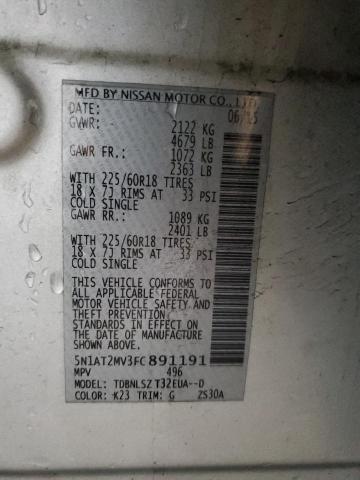 MFD BY NISSAN MOTOR CO., LTD.
DATE: 06/15
GVWR: 2122 KG
4679 LB
GAWR FR.: 1072 KG
2363 LB
WITH 225/60R18 TIRES
18 X 7J RIMS AT 33 PSI
COLD SINGLE
GAWR RR.: 1089 KG
2401 LB
WITH 225/60R18 TIRES
18 X 7J RIMS AT 33 PSI
COLD SINGLE
THIS VEHICLE CONFORMS TO
ALL APPLICABLE FEDERAL
MOTOR VEHICLE SAFETY AND
THEFT PREVENTION
STANDARDS IN EFFECT ON
THE DATE OF MANUFACTURE
SHOWN ABOVE.
5N1AT2MV3FC891191
MPV 496
MODEL: TDBNLSZ T32EUA--D
COLOR: K23 TRIM: G ZS30A